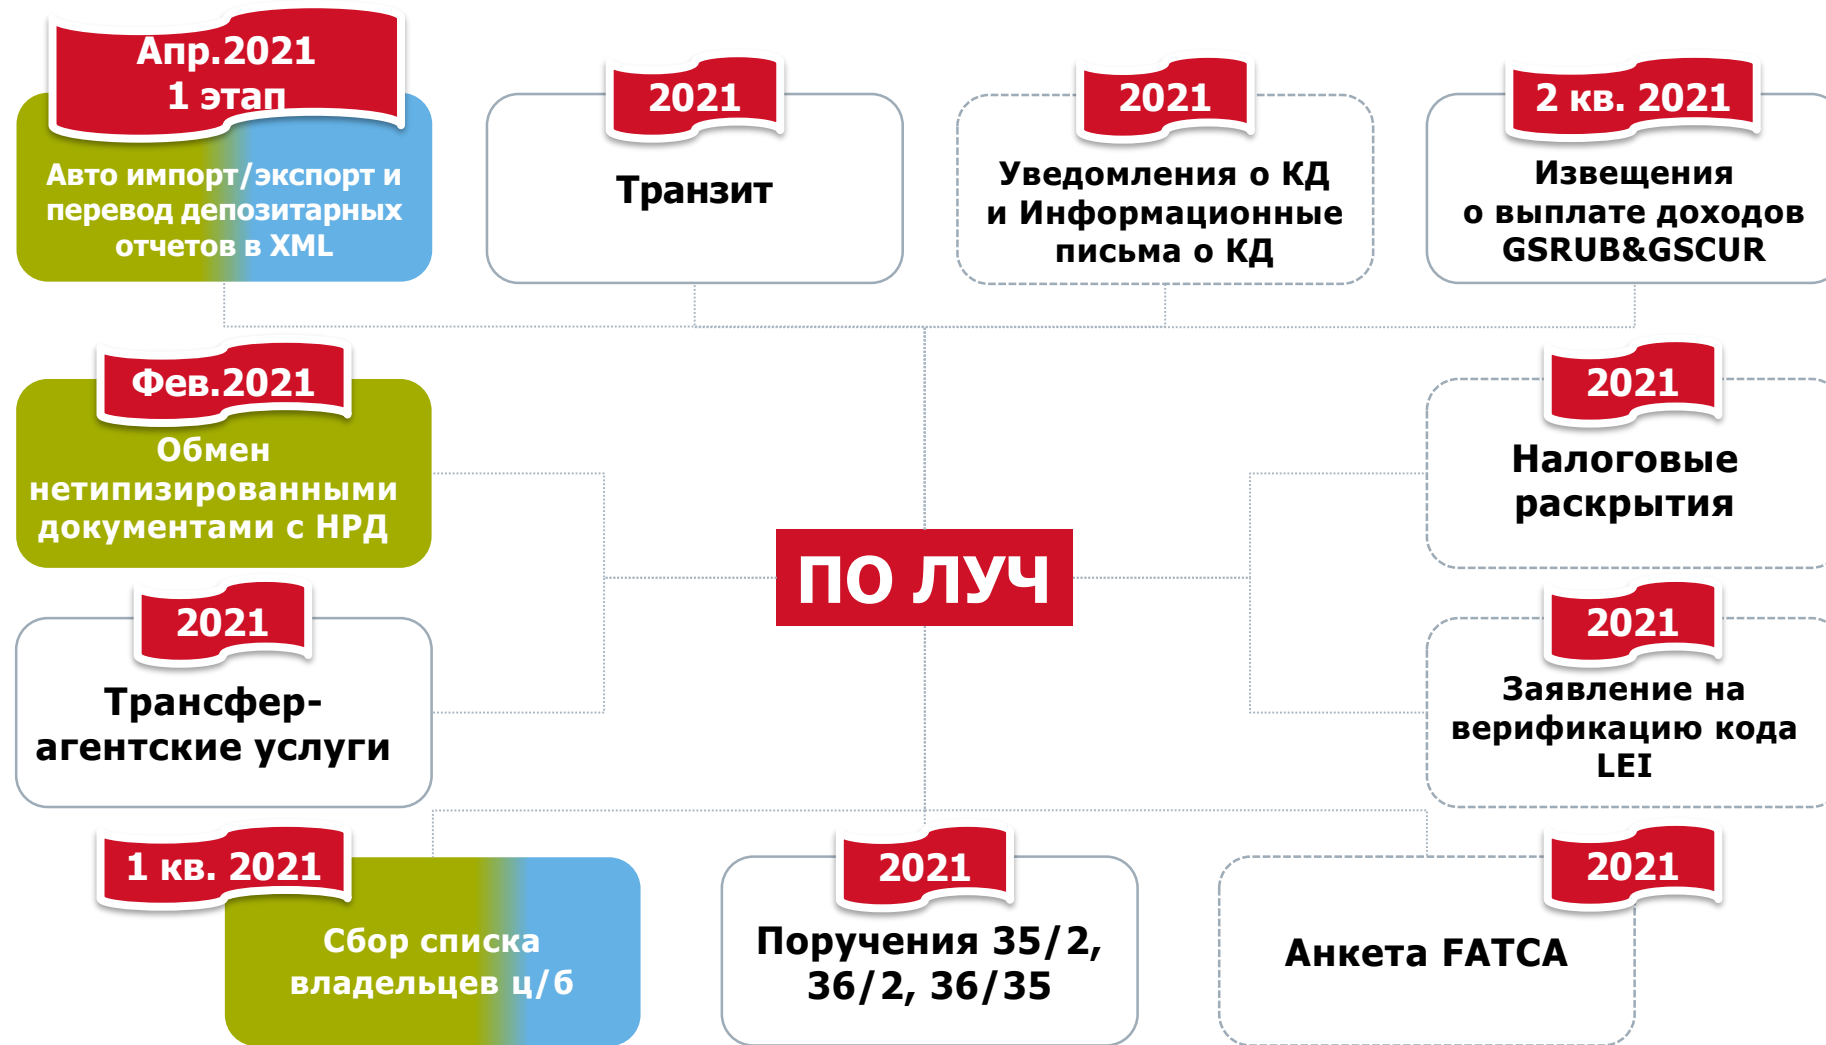 Апр.2021
1 этап
Авто импорт/экспорт и
перевод депозитарных
отчетов в XML
2021
Транзит
2021
Уведомления о КД
и Информационные
письма о КД
2 кв. 2021
Извещения
о выплате доходов
GSRUB&GSCUR
Фев.2021
Обмен
нетипизированными
документами с НРД
2021
Налоговые
раскрытия
ПО ЛУЧ
2021
Трансфер-
агентские услуги
2021
Заявление на
верификацию кода
LEI
1 кв. 2021
Сбор списка
владельцев ц/б
2021
Поручения 35/2,
36/2, 36/35
2021
Анкета FATCA